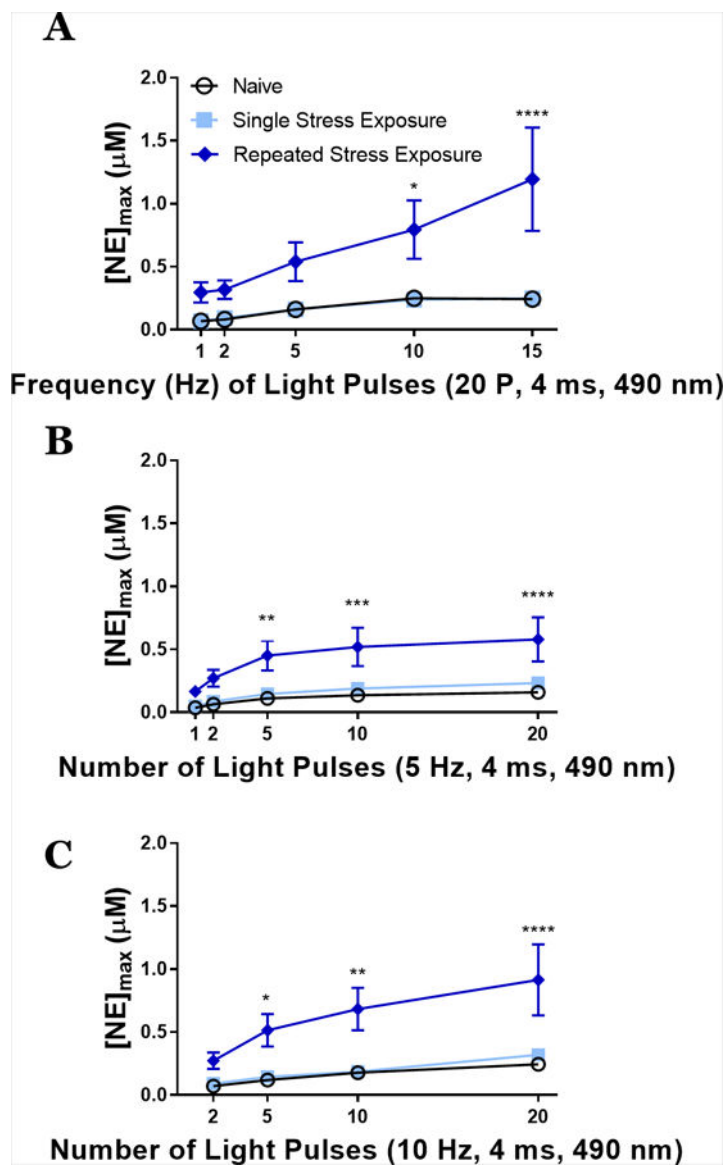 A
[NE]max (μM)
2.0
1.5
1.0
0.5
0.0
Naive
Single Stress Exposure
Repeated Stress Exposure
*
****
1 2 5 10 15
Frequency (Hz) of Light Pulses (20 P, 4 ms, 490 nm)
B
[NE]max (μM)
2.0
1.5
1.0
0.5
0.0
**
***
****
1 2 5 10 20
Number of Light Pulses (5 Hz, 4 ms, 490 nm)
C
[NE]max (μM)
2.0
1.5
1.0
0.5
0.0
*
**
****
2 5 10 20
Number of Light Pulses (10 Hz, 4 ms, 490 nm)